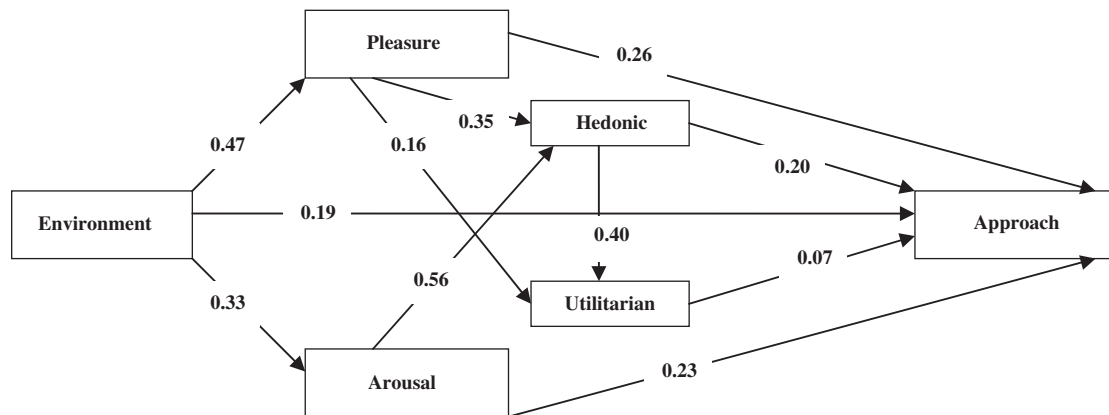 Pleasure
0.26
0.35
Hedonic
0.47
0.16
0.20
Environment
0.19
Approach
0.40
0.07
0.56
Utilitarian
0.33
Arousal
0.23